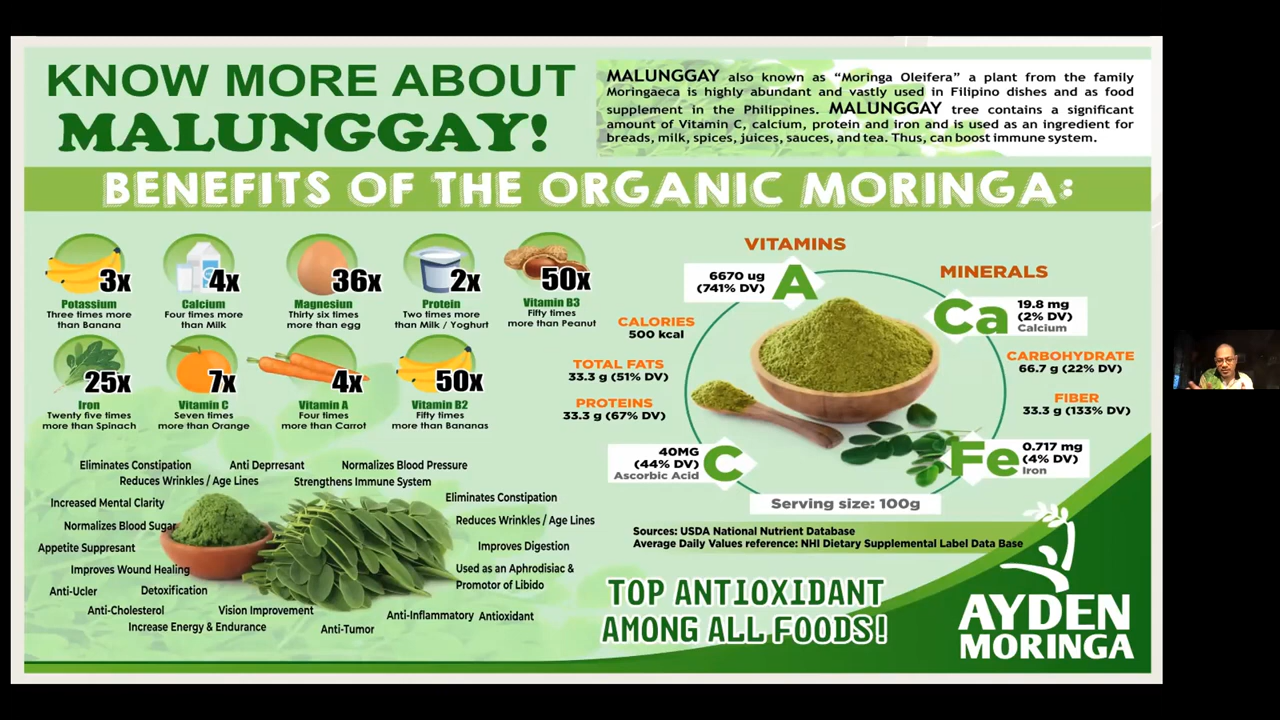 KNOW MORE ABOUT
MALUNGGAY!
MALUNGGAY also known as “Moringa Oleifera” a plant from the family
Moringaeca is highly abundant and vastly used in Filipino dishes and as food
supplement in the Philippines. MALUNGGAY tree contains a significant
amount of Vitamin C, calcium, protein and iron and is used as an ingredient for
breads, milk, spices, juices, sauces, and tea. Thus, can boost immune system.
BENEFITS OF THE ORGANIC MORINGA:
3x
Potassium
Three times more
than Banana
4x
Calcium
Four times more
than Milk
36x
Magnesiun
Thirty six times
more than egg
2x
Protein
Two times more
than Milk / Yoghurt
50x
Vitamin B3
Fifty times
more than Peanut
25x
Iron
Twenty five times
more than Spinach
7x
Vitamin C
Seven times
more than Orange
4x
Vitamin A
Four times
more than Carrot
50x
Vitamin B2
Fifty times
more than Bananas
Eliminates Constipation
Anti Depresant
Normalizes Blood Pressure
Reduces Wrinkles / Age Lines
Strengthens Immune System
Increased Mental Clarity
Normalizes Blood Sugar
Appetite Suppresant
Improves Wound Healing
Anti-Ucler
Detoxification
Anti-Cholesterol
Vision Improvement
Increase Energy & Endurance
Anti-Tumor
Eliminates Constipation
Reduces Wrinkles / Age Lines
Improves Digestion
Used as an Aphrodisiac &
Promotor of Libido
Anti-Inflammatory
Antioxidant
VITAMINS
6670 ug
(741% DV)
A
CALORIES
500 kcal
TOTAL FATS
33.3 g (51% DV)
PROTEINS
33.3 g (67% DV)
40MG
(44% DV)
Ascorbic Acid
C
MINERALS
Ca
19.8 mg
(2% DV)
Calcium
CARBOHYDRATE
66.7 g (22% DV)
FIBER
33.3 g (133% DV)
Fe
0.717 mg
(4% DV)
Iron
Serving size: 100g
Sources: USDA National Nutrient Database
Average Daily Values reference: NHI Dietary Supplemental Label Data Base
TOP ANTIOXIDANT
AMONG ALL FOODS!
AYDEN
MORINGA